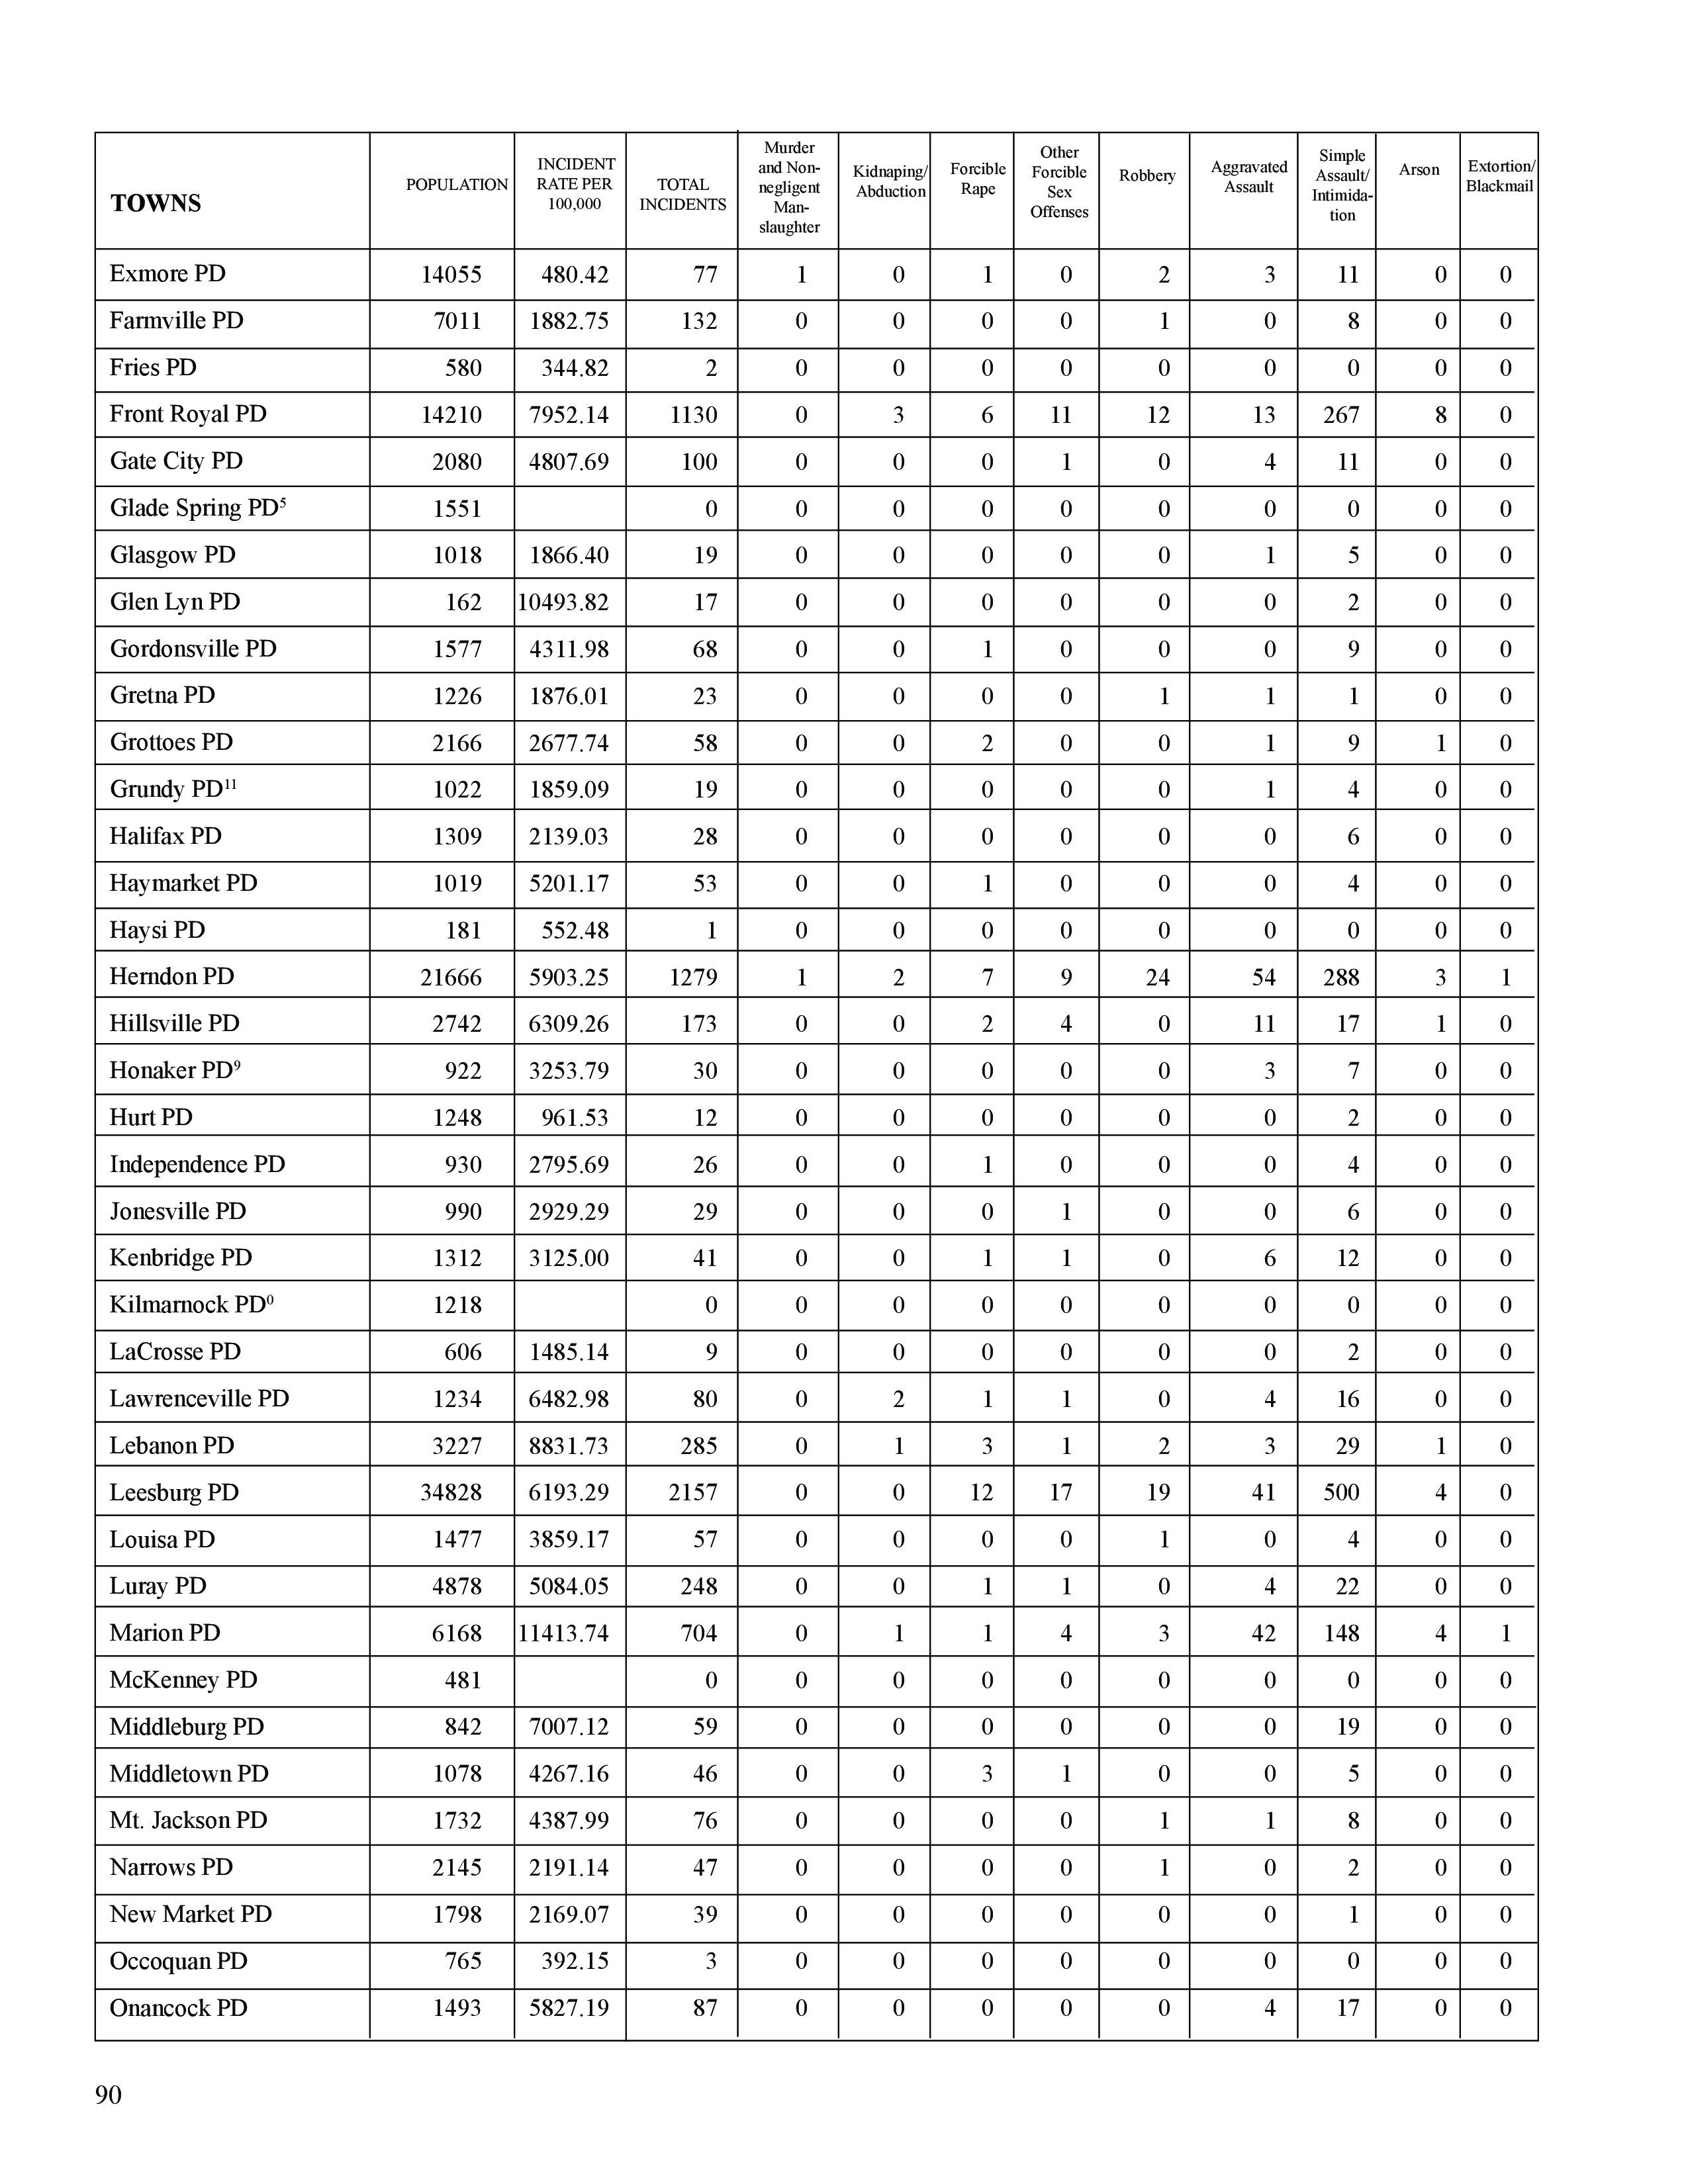 TOWNS POPULATION INCIDENT RATE PER 100,000 TOTAL INCIDENTS Murder and Non-negligent Man-slaughter Kidnaping/ Abduction Forcible Rape Other Forcible Sex Offenses Robbery Aggravated Assault Simple Assault/ Intimida-tion Arson Extortion/ Blackmail
Exmore PD 14055 480.42 77 1 0 1 0 2 3 11 0 0
Farmville PD 7011 1882.75 132 0 0 0 0 1 0 8 0 0
Fries PD 580 344.82 2 0 0 0 0 0 0 0 0 0
Front Royal PD 14210 7952.14 1130 0 3 6 11 12 13 267 8 0
Gate City PD 2080 4807.69 100 0 0 0 1 0 4 11 0 0
Glade Spring PD5 1551 0 0 0 0 0 0 0 0 0 0
Glasgow PD 1018 1866.40 19 0 0 0 0 0 1 5 0 0
Glen Lyn PD 162 10493.82 17 0 0 0 0 0 0 2 0 0
Gordonsville PD 1577 4311.98 68 0 0 1 0 0 0 9 0 0
Gretna PD 1226 1876.01 23 0 0 0 0 1 1 1 0 0
Grottoes PD 2166 2677.74 58 0 0 2 0 0 1 9 1 0
Grundy PD11 1022 1859.09 19 0 0 0 0 0 1 4 0 0
Halifax PD 1309 2139.03 28 0 0 0 0 0 0 6 0 0
Haymarket PD 1019 5201.17 53 0 0 1 0 0 0 4 0 0
Haysi PD 181 552.48 1 0 0 0 0 0 0 0 0 0
Herndon PD 21666 5903.25 1279 1 2 7 9 24 54 288 3 1
Hillsville PD 2742 6309.26 173 0 0 2 4 0 11 17 1 0
Honaker PD9 922 3253.79 30 0 0 0 0 0 3 7 0 0
Hurt PD 1248 961.53 12 0 0 0 0 0 0 2 0 0
Independence PD 930 2795.69 26 0 0 1 0 0 0 4 0 0
Jonesville PD 990 2929.29 29 0 0 0 1 0 0 6 0 0
Kenbridge PD 1312 3125.00 41 0 0 1 1 0 6 12 0 0
Kilmarnock PD0 1218 0 0 0 0 0 0 0 0 0 0
LaCrosse PD 606 1485.14 9 0 0 0 0 0 0 2 0 0
Lawrenceville PD 1234 6482.98 80 0 2 1 1 0 4 16 0 0
Lebanon PD 3227 8831.73 285 0 1 3 1 2 3 29 1 0
Leesburg PD 34828 6193.29 2157 0 0 12 17 19 41 500 4 0
Louisa PD 1477 3859.17 57 0 0 0 0 1 0 4 0 0
Luray PD 4878 5084.05 248 0 0 1 1 0 4 22 0 0
Marion PD 6168 11413.74 704 0 1 1 4 3 42 148 4 1
McKenney PD 481 0 0 0 0 0 0 0 0 0 0
Middleburg PD 842 7007.12 59 0 0 0 0 0 0 19 0 0
Middletown PD 1078 4267.16 46 0 0 3 1 0 0 5 0 0
Mt. Jackson PD 1732 4387.99 76 0 0 0 0 1 1 8 0 0
Narrows PD 2145 2191.14 47 0 0 0 0 1 0 2 0 0
New Market PD 1798 2169.07 39 0 0 0 0 0 0 1 0 0
Occoquan PD 765 392.15 3 0 0 0 0 0 0 0 0 0
Onancock PD 1493 5827.19 87 0 0 0 0 0 4 17 0 0
90